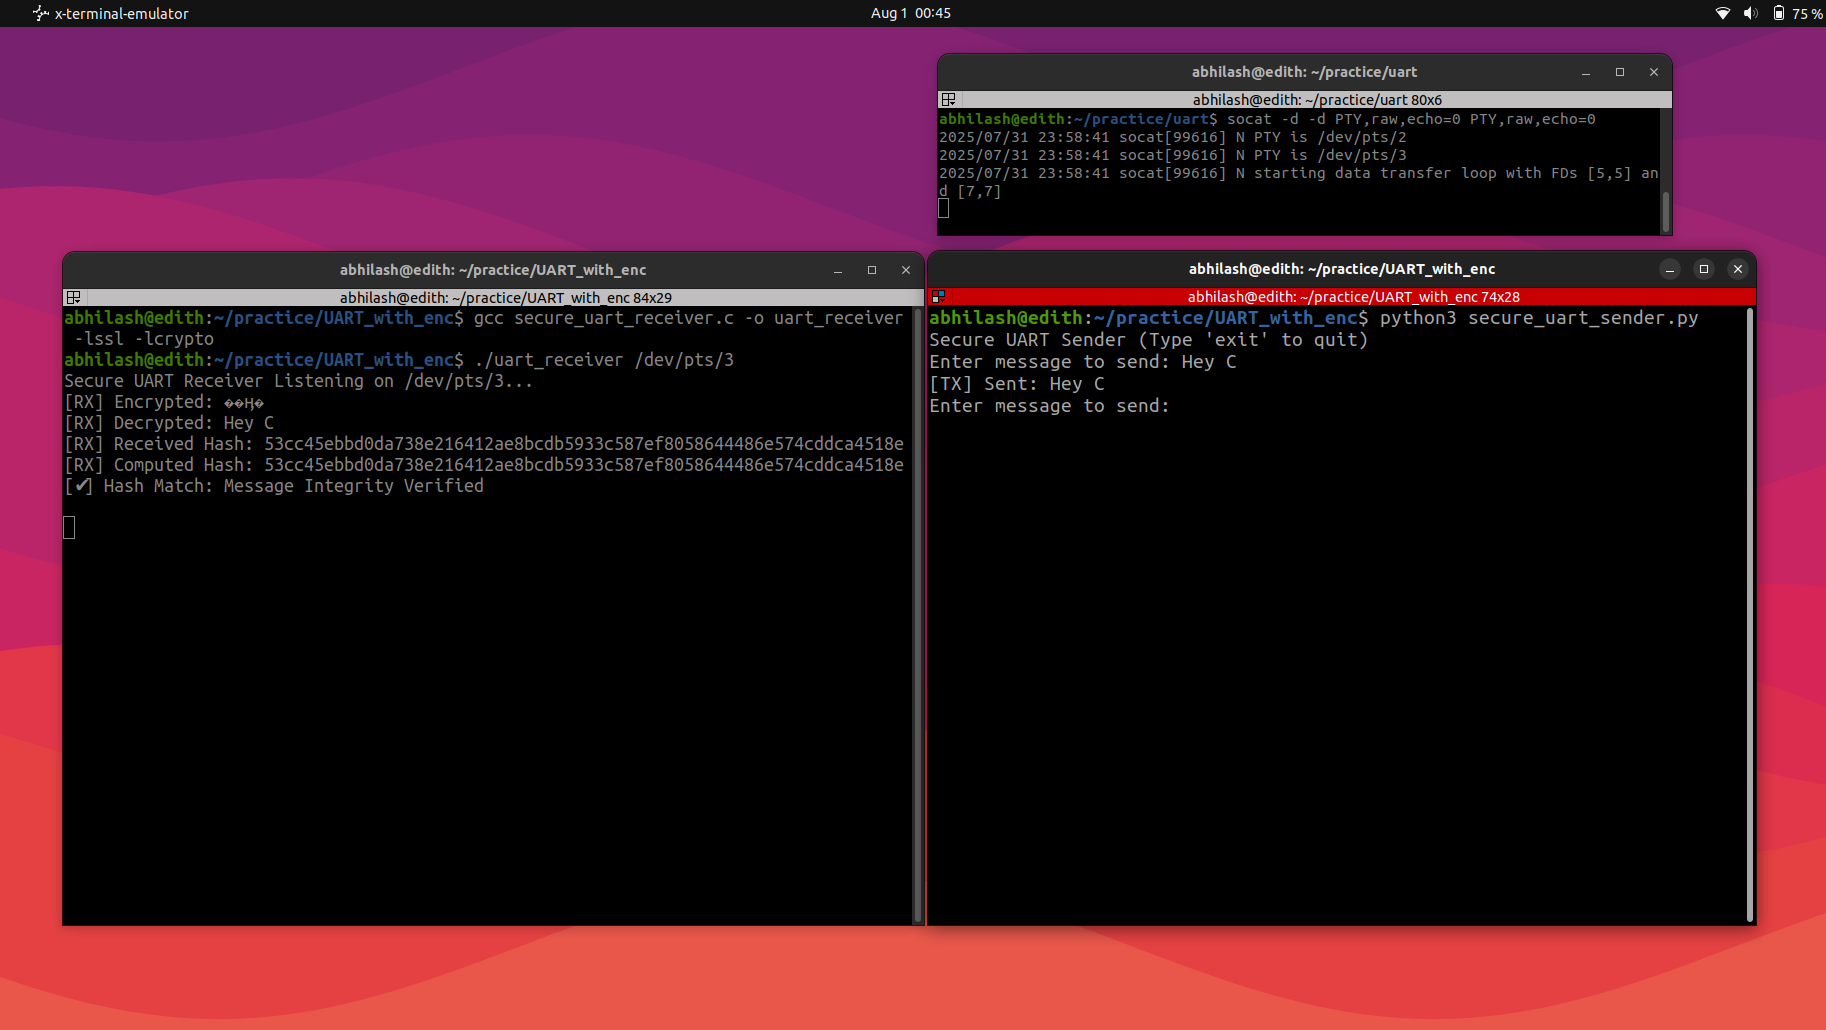 x-terminal-emulator
Aug 1 00:45
75 %
abhilash@edith: ~/practice/uart
abhilash@edith: ~/practice/uart 80x6
abhilash@edith:~/practice/uart$ socat -d -d PTY,raw,echo=0 PTY,raw,echo=0
2025/07/31 23:58:41 socat[99616] N PTY is /dev/pts/2
2025/07/31 23:58:41 socat[99616] N PTY is /dev/pts/3
2025/07/31 23:58:41 socat[99616] N starting data transfer loop with FDs [5,5] an
d [7,7]
abhilash@edith: ~/practice/UART_with_enc
abhilash@edith: ~/practice/UART_with_enc 84x29
abhilash@edith:~/practice/UART_with_enc$ gcc secure_uart_receiver.c -o uart_receiver
 -lssl -lcrypto
abhilash@edith:~/practice/UART_with_enc$ ./uart_receiver /dev/pts/3
Secure UART Receiver Listening on /dev/pts/3...
[RX] Encrypted: ��Ӈ�
[RX] Decrypted: Hey C
[RX] Received Hash: 53cc45ebbd0da738e216412ae8bcdb5933c587ef8058644486e574cddca4518e
[RX] Computed Hash: 53cc45ebbd0da738e216412ae8bcdb5933c587ef8058644486e574cddca4518e
[✔] Hash Match: Message Integrity Verified
abhilash@edith: ~/practice/UART_with_enc
abhilash@edith: ~/practice/UART_with_enc 74x28
abhilash@edith:~/practice/UART_with_enc$ python3 secure_uart_sender.py
Secure UART Sender (Type 'exit' to quit)
Enter message to send: Hey C
[TX] Sent: Hey C
Enter message to send: